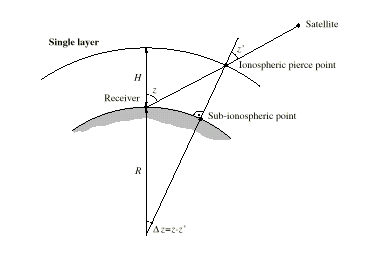 Satellite
Single layer
z'
Ionospheric pierce point
H
z
Receiver
Sub-ionospheric point
R
Δz=z-z'